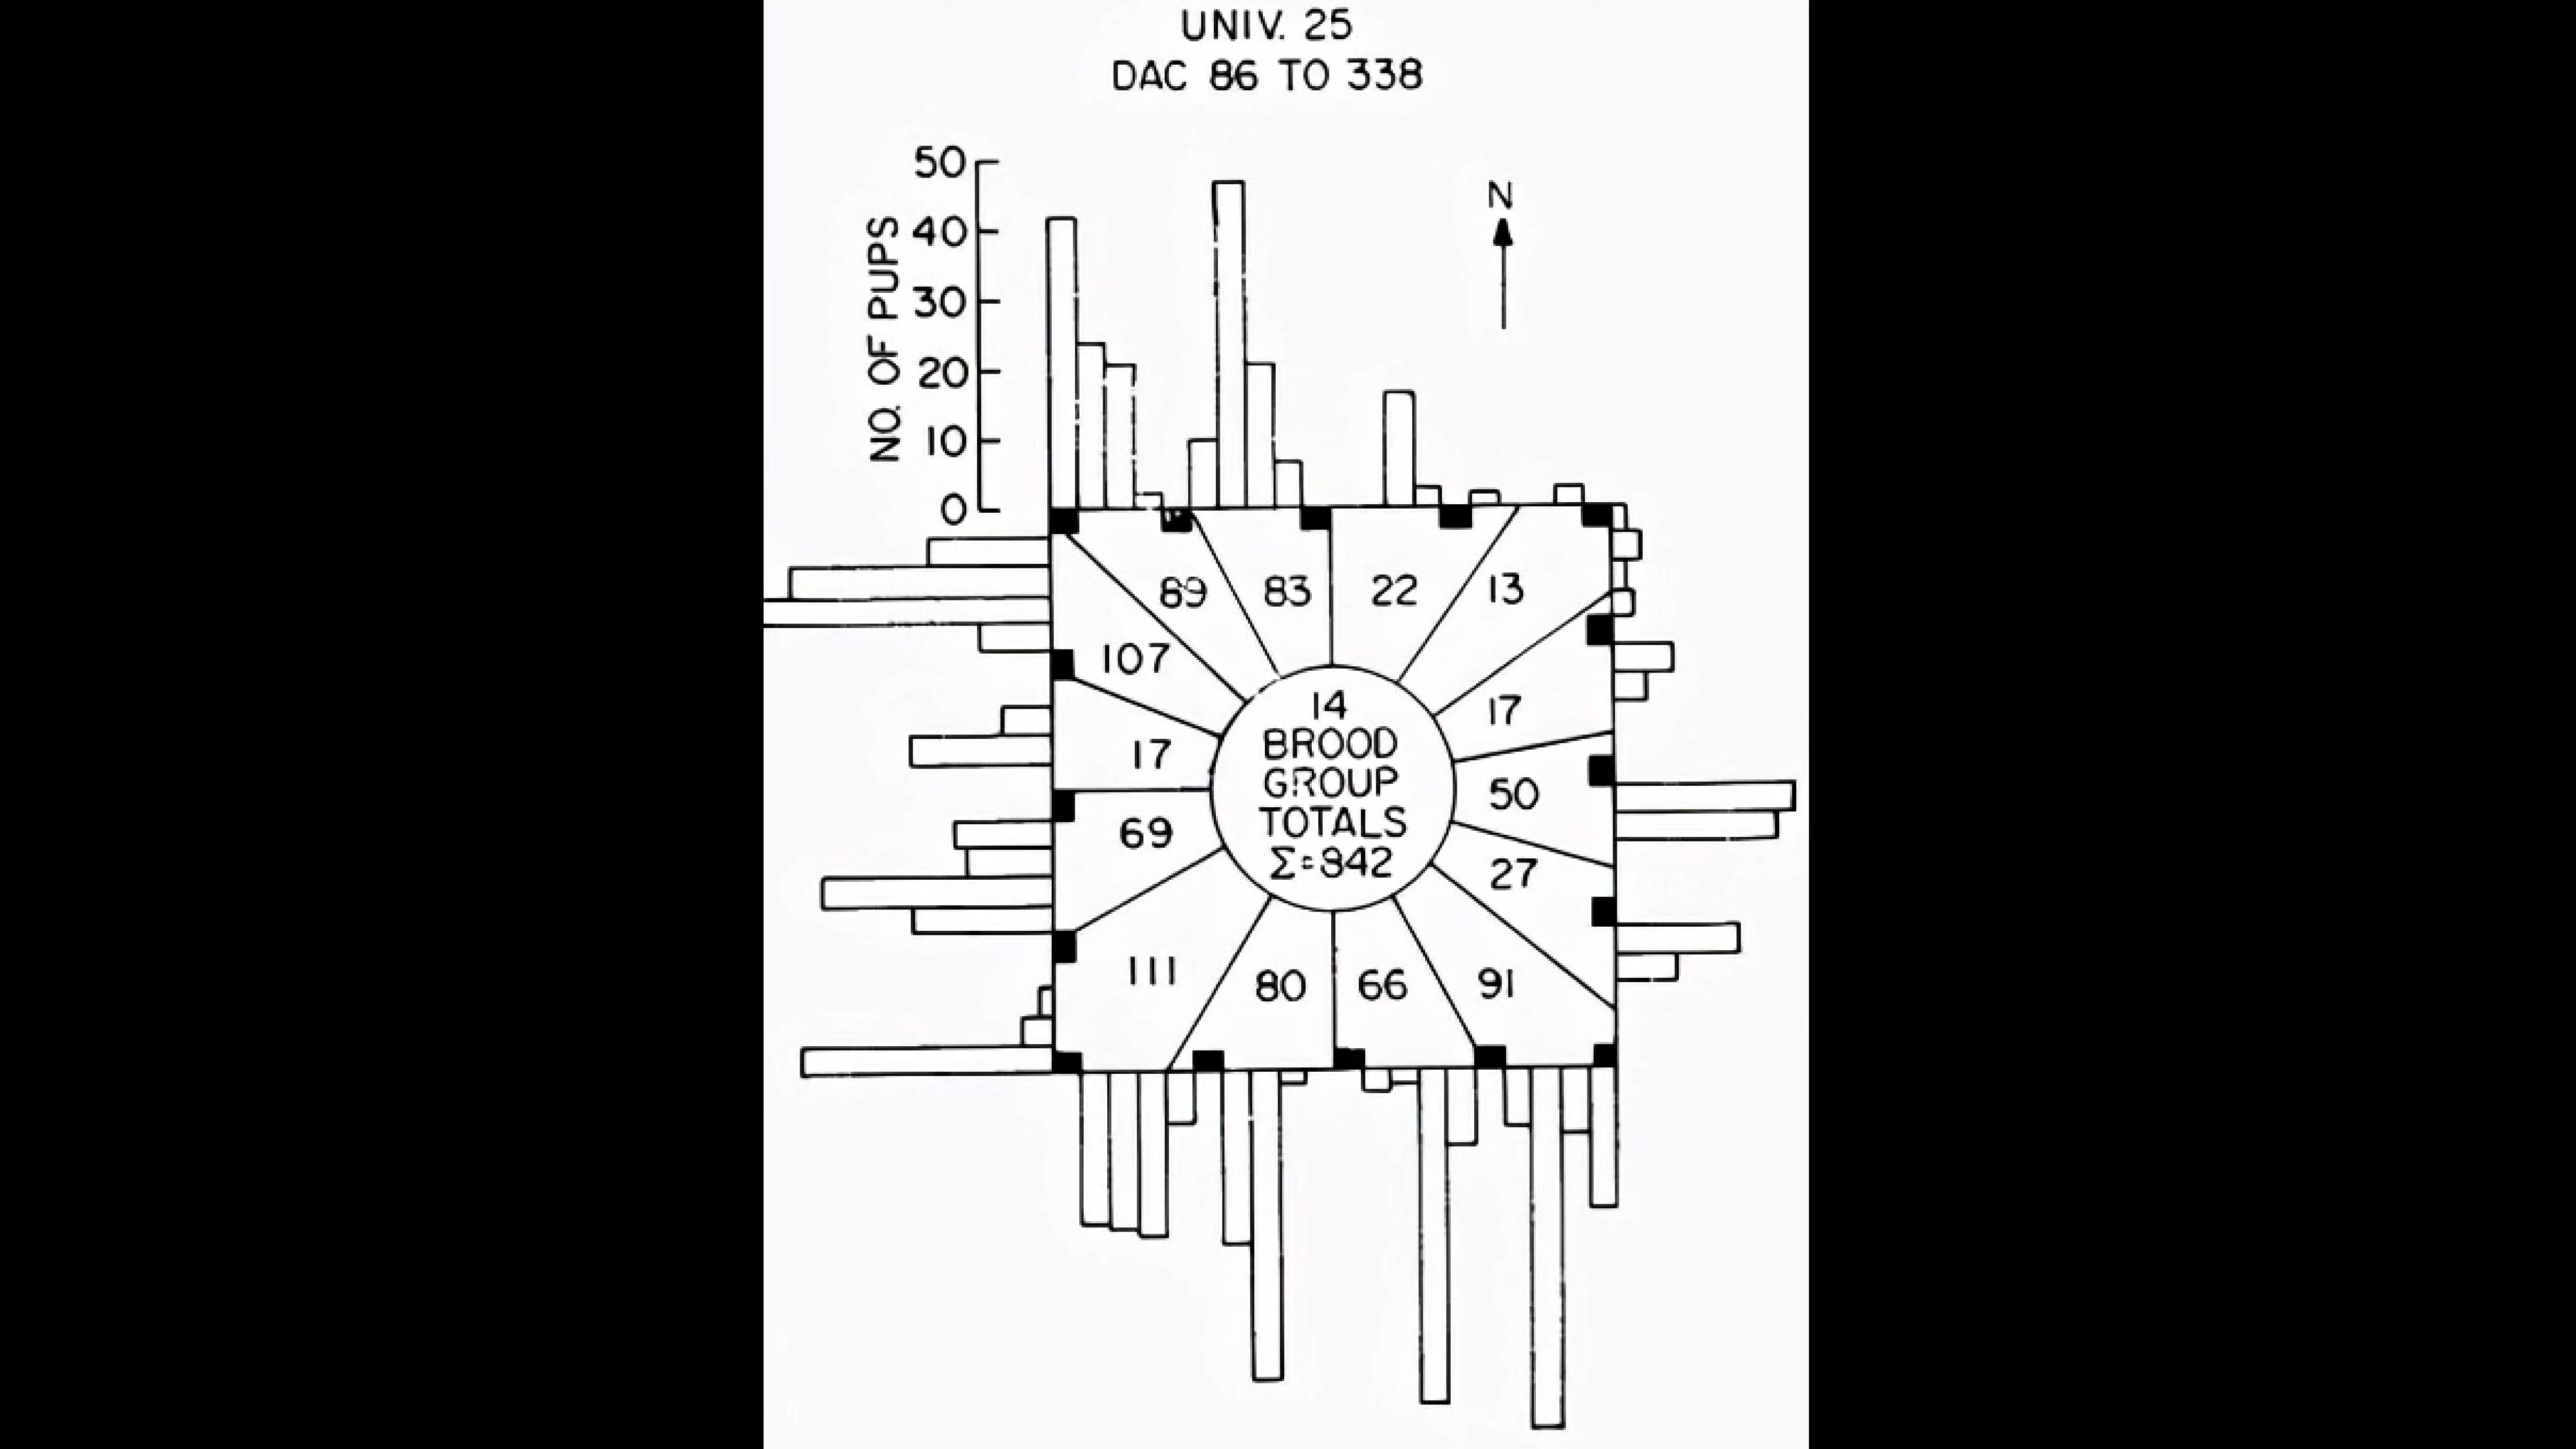 UNIV. 25
DAC 86 TO 338
50
40
30
20
10
0
NO. OF PUPS
N
89
83
22
13
107
17
17
50
69
27
111
80
66
91
14
BROOD
GROUP
TOTALS
Σ=842